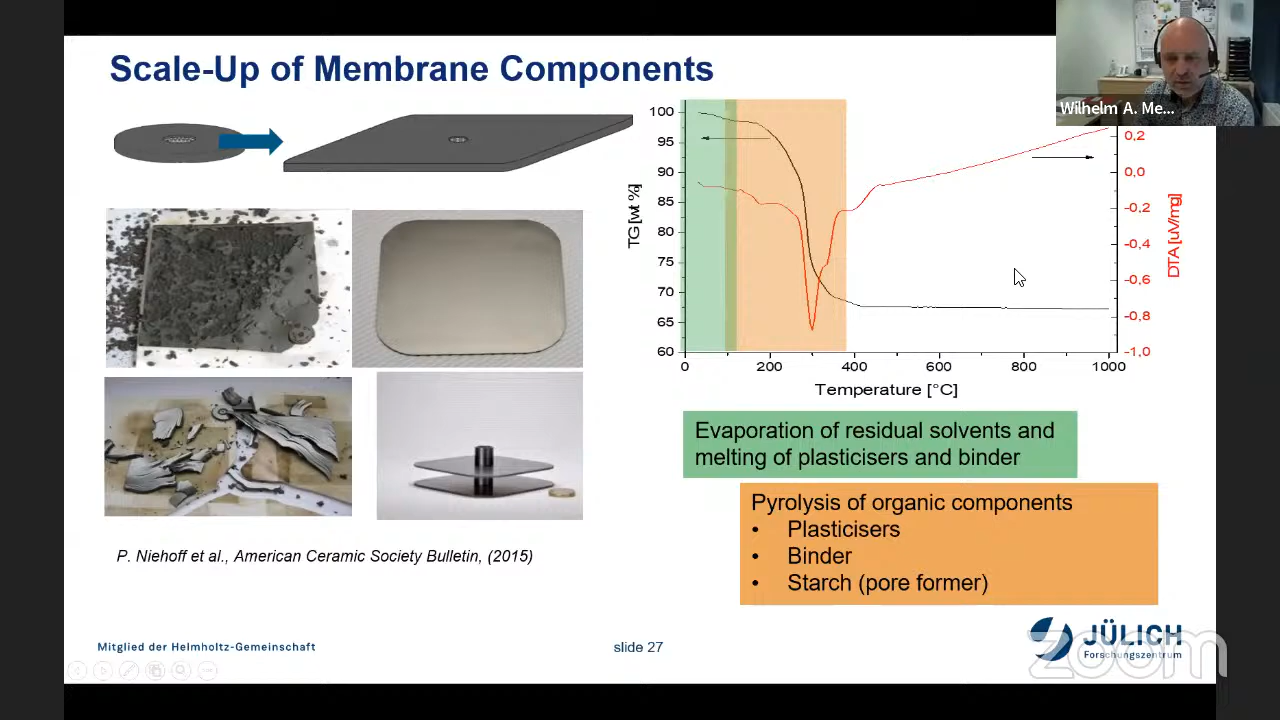 Scale-Up of Membrane Components
Wilhelm A. Me...
100
95
90
85
80
75
70
65
60
TG [wt %]
0
200
400
600
800
1000
Temperature [°C]
0,2
0,0
-0,2
-0,4
-0,6
-0,8
-1,0
DTA [uV/mg]
Evaporation of residual solvents and
melting of plasticisers and binder
Pyrolysis of organic components
• Plasticisers
• Binder
• Starch (pore former)
P. Niehoff et al., American Ceramic Society Bulletin, (2015)
Mitglied der Helmholtz-Gemeinschaft
slide 27
JÜLICH
Forschungszentrum
zoom